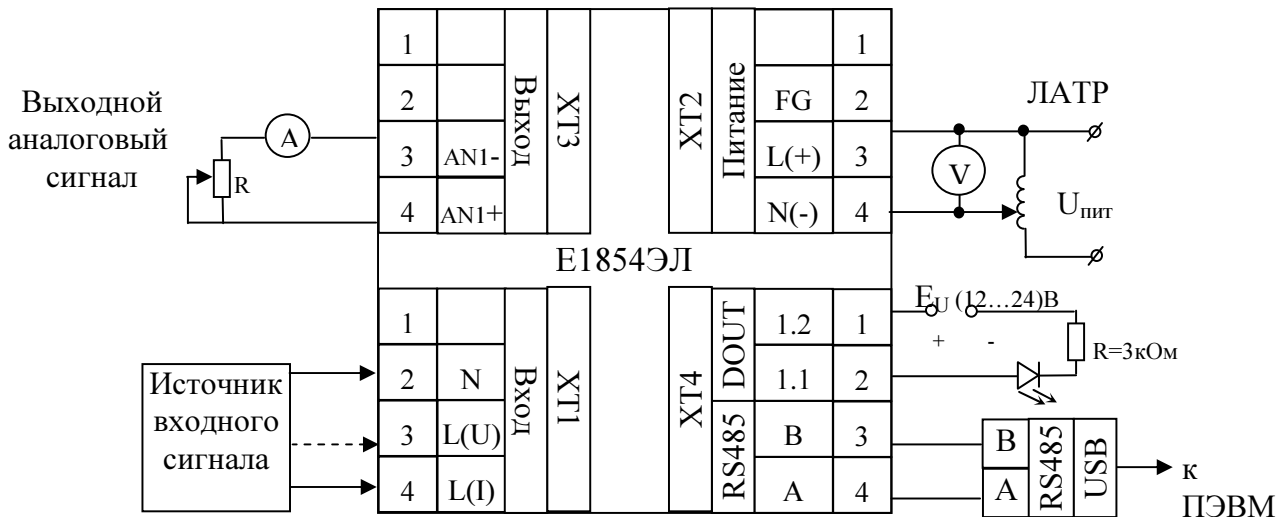 Выходной
аналоговый
сигнал
A
R
1
2
3 AN1-
4 AN1+
Выход
XT3
XT2
Питание
1
FG 2
L(+) 3
N(-) 4
ЛАТР
V
Uпит
Е1854ЭЛ
Источник
входного
сигнала
1
2 N
3 L(U)
4 L(I)
Вход
XT1
XT4
DOUT
RS485
1.2 1
1.1 2
B 3
A 4
EU (12…24)В
+ -
R=3кОм
B
A
RS485
USB
к
ПЭВМ